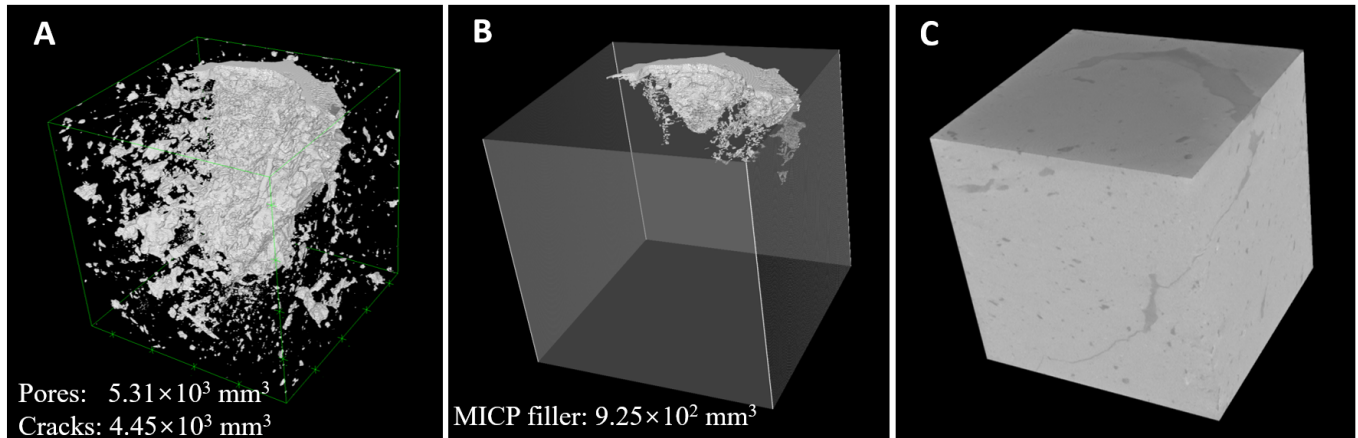 A
B
C
Pores: 5.31×10³ mm³
Cracks: 4.45×10³ mm³
MICP filler: 9.25×10² mm³